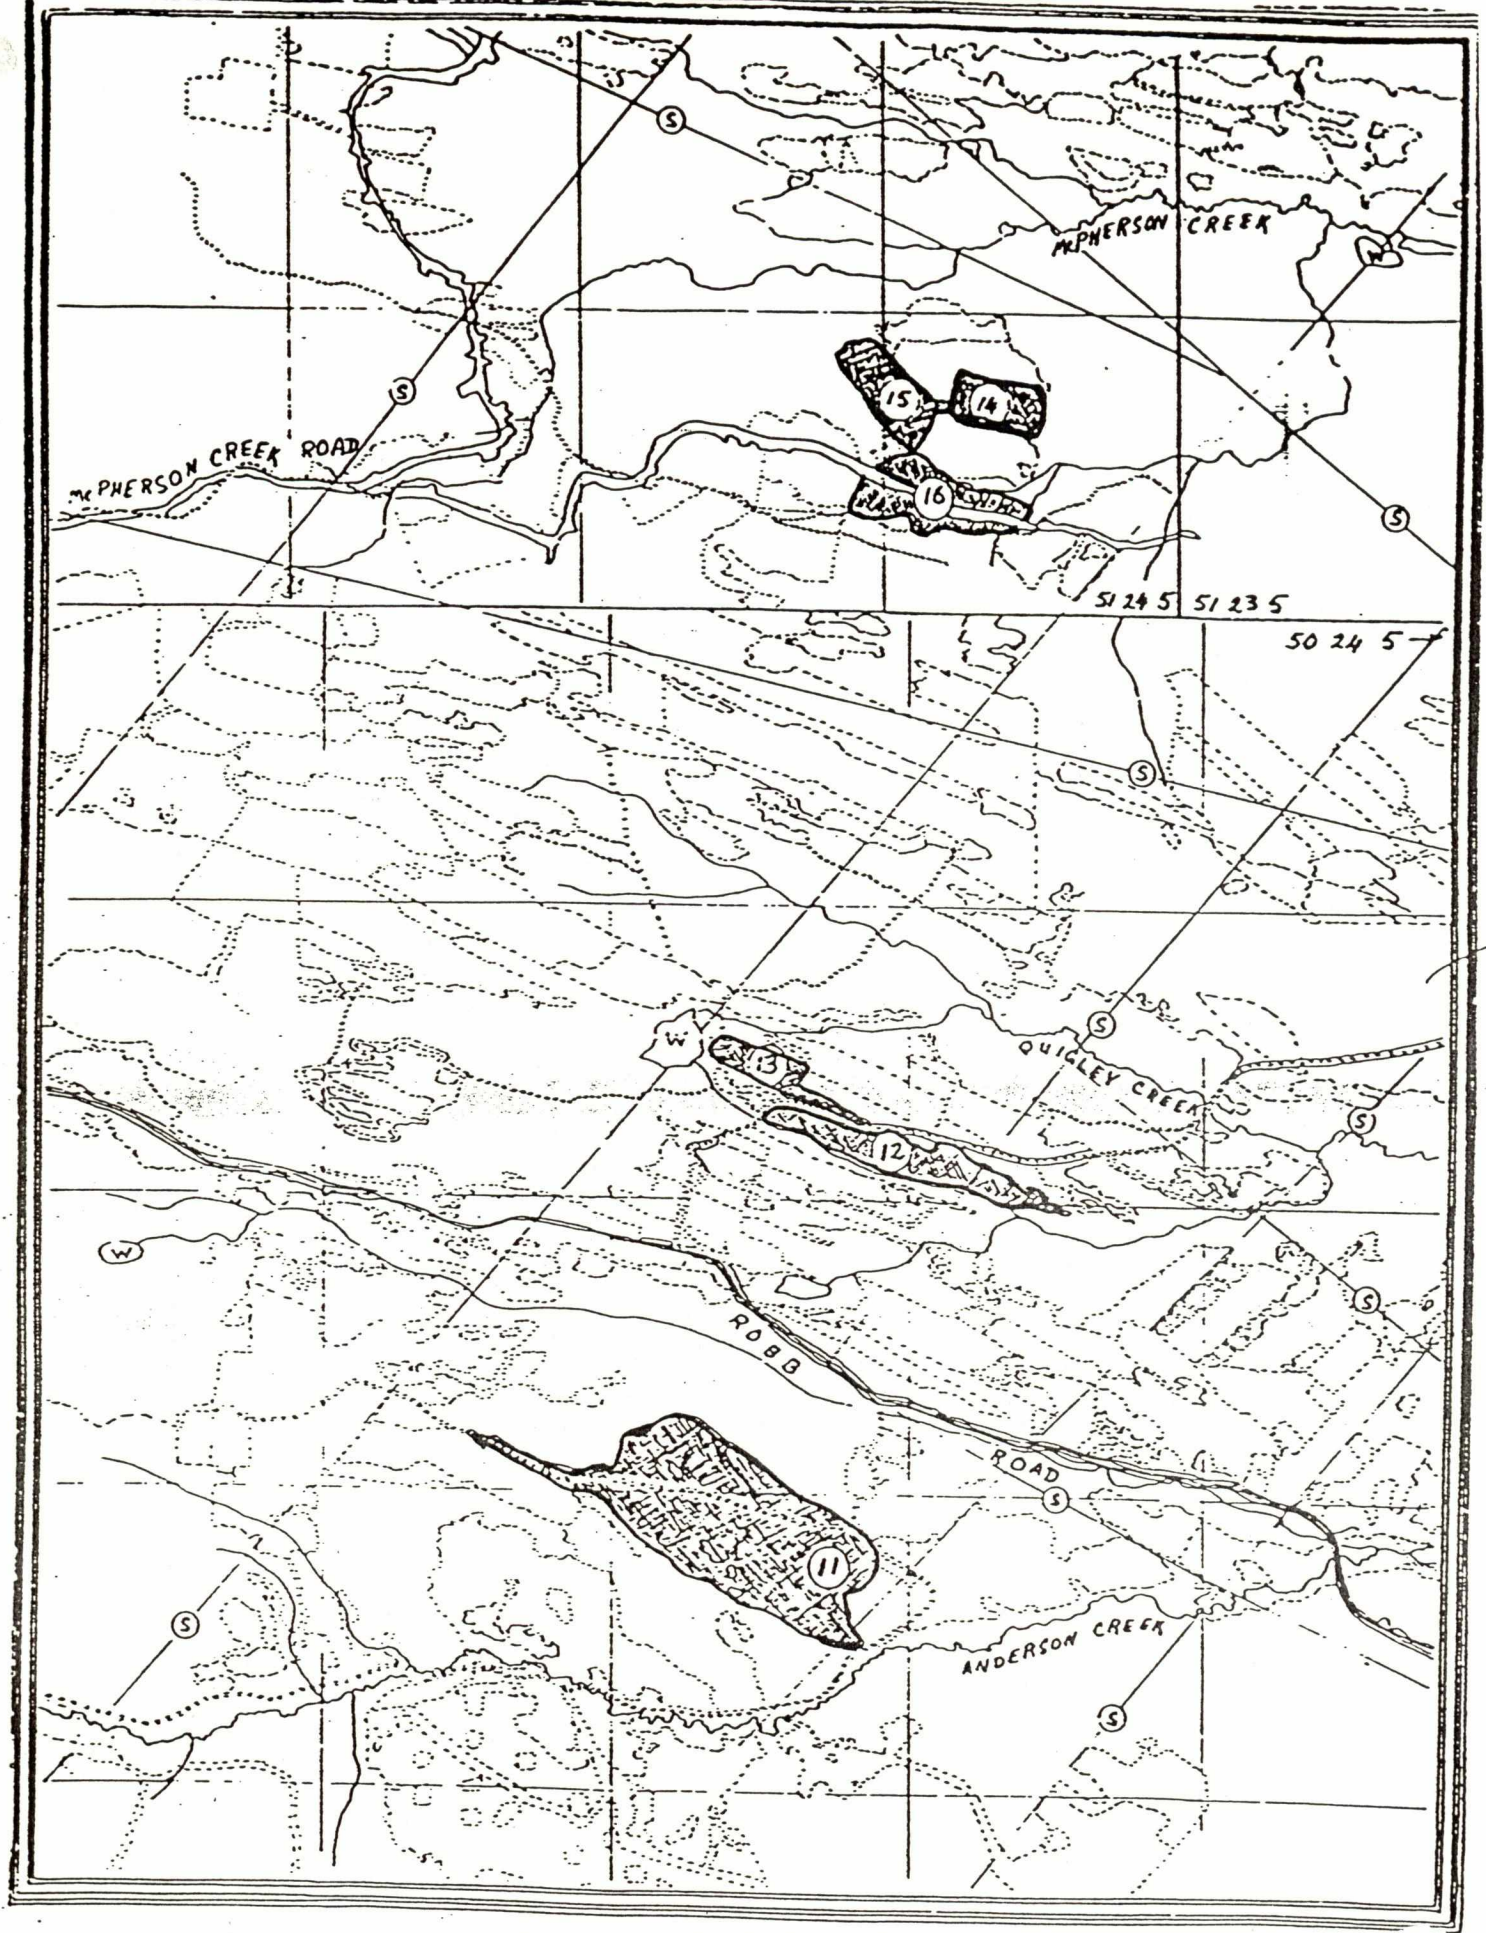 S
McPHERSON CREEK
W
S
15
14
McPHERSON CREEK ROAD
16
S
51 24 5 51 23 5
50 24 5
S
W
13
S
QUIGLEY CREEK
S
12
W
S
ROBB
ROAD
S
11
S
ANDERSON CREEK
S